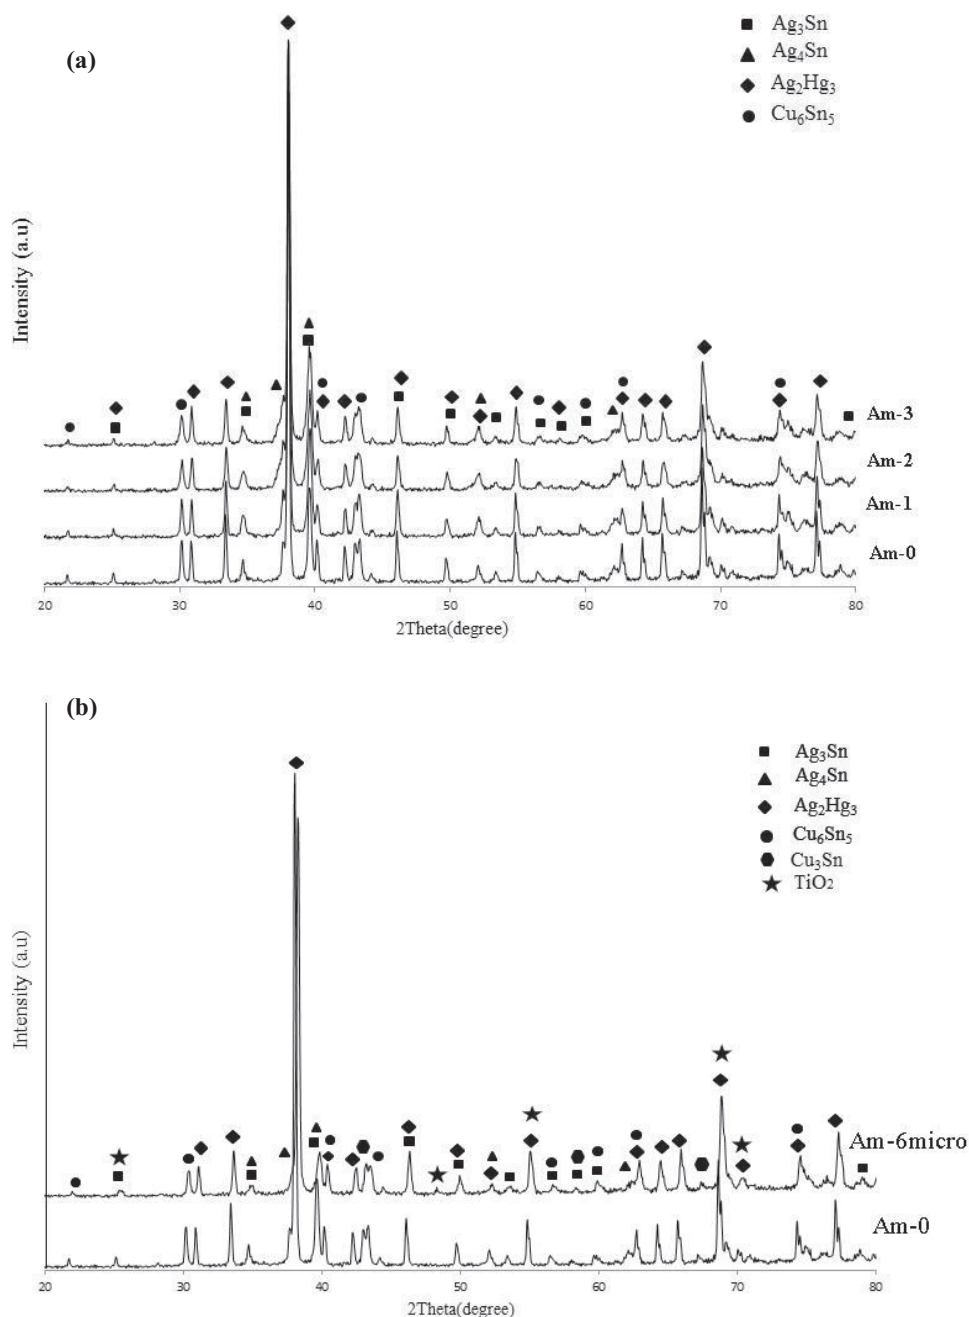 (a)
Ag₃Sn
Ag₄Sn
Ag₂Hg₃
Cu₆Sn₅
Intensity (a.u)
Am-3
Am-2
Am-1
Am-0
20 30 40 50 60 70 80
2Theta(degree)
(b)
Ag₃Sn
Ag₄Sn
Ag₂Hg₃
Cu₆Sn₅
Cu₃Sn
TiO₂
Intensity (a.u)
Am-6micro
Am-0
20 30 40 50 60 70 80
2Theta(degree)